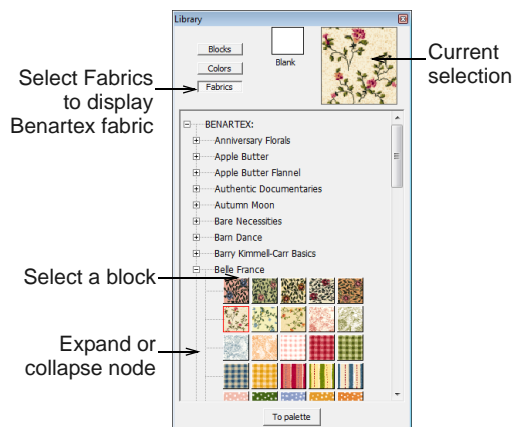 Library
Blocks
Colors
Fabrics
Blank
Current
selection
Select Fabrics
to display
Benartex fabric
BENARTEX:
Anniversary Florals
Apple Butter
Apple Butter Flannel
Authentic Documentaries
Autumn Moon
Bare Necessities
Barn Dance
Barry Kimmell-Carr Basics
Belle France
Select a block
Expand or
collapse node
To palette